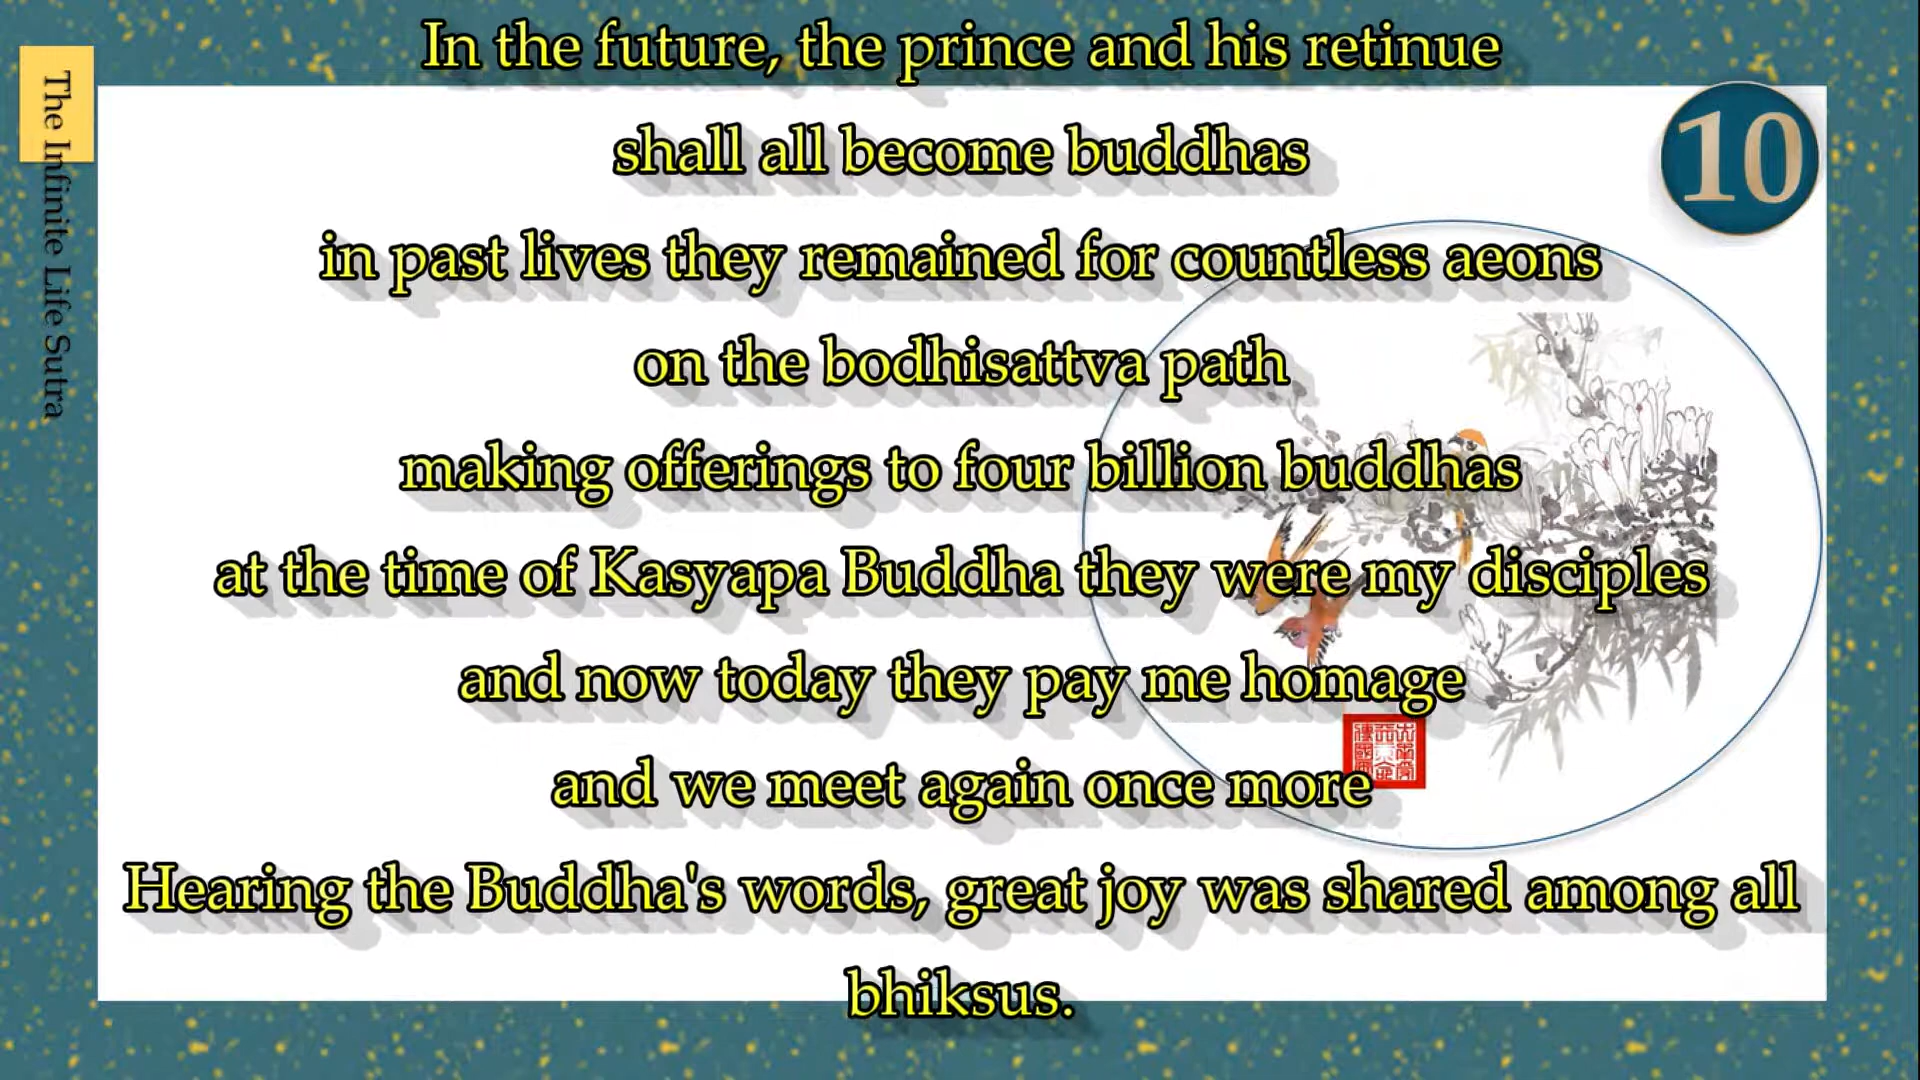 In the future, the prince and his retinue
shall all become buddhas
in past lives they remained for countless aeons
on the bodhisattva path
making offerings to four billion buddhas
at the time of Kasyapa Buddha they were my disciples
and now today they pay me homage
and we meet again once more
Hearing the Buddha's words, great joy was shared among all
bhiksus.
The Infinite Life Sutra
10